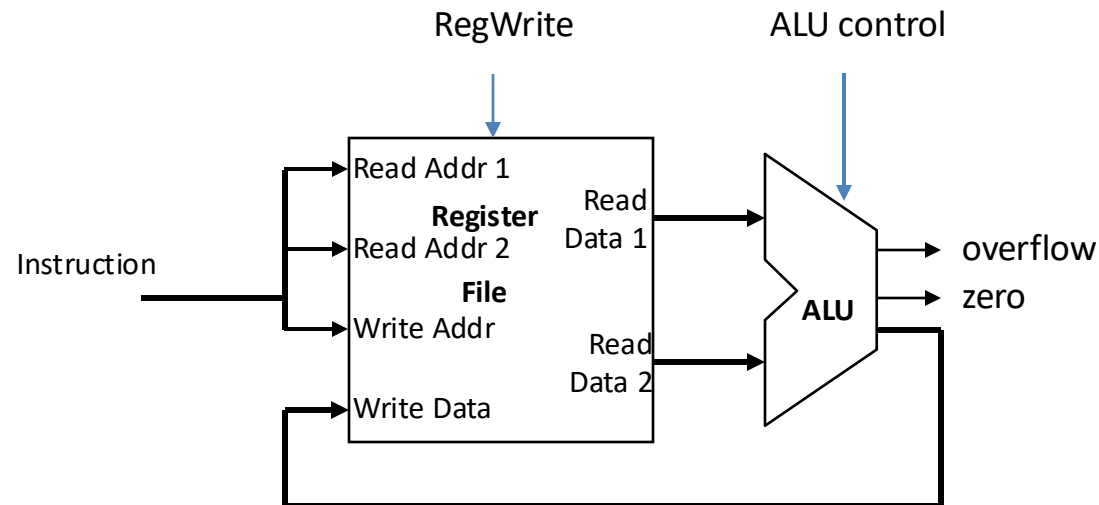 RegWrite
ALU control
Instruction
Read Addr 1
Register
Read Addr 2
File
Write Addr
Write Data
Read
Data 1
Read
Data 2
ALU
overflow
zero